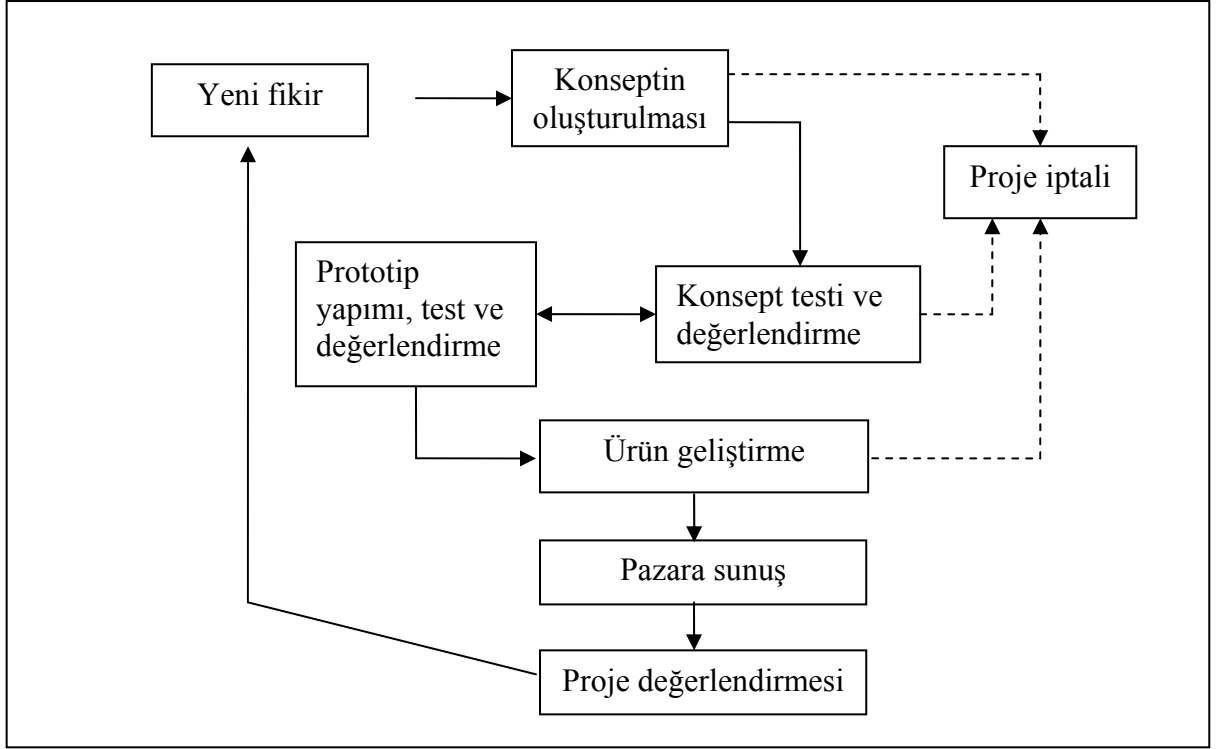 Yeni fikir
Konseptin
oluşturulması
Proje iptali
Prototip
yapımı, test ve
değerlendirme
Konsept testi ve
değerlendirme
Ürün geliştirme
Pazara sunuş
Proje değerlendirmesi